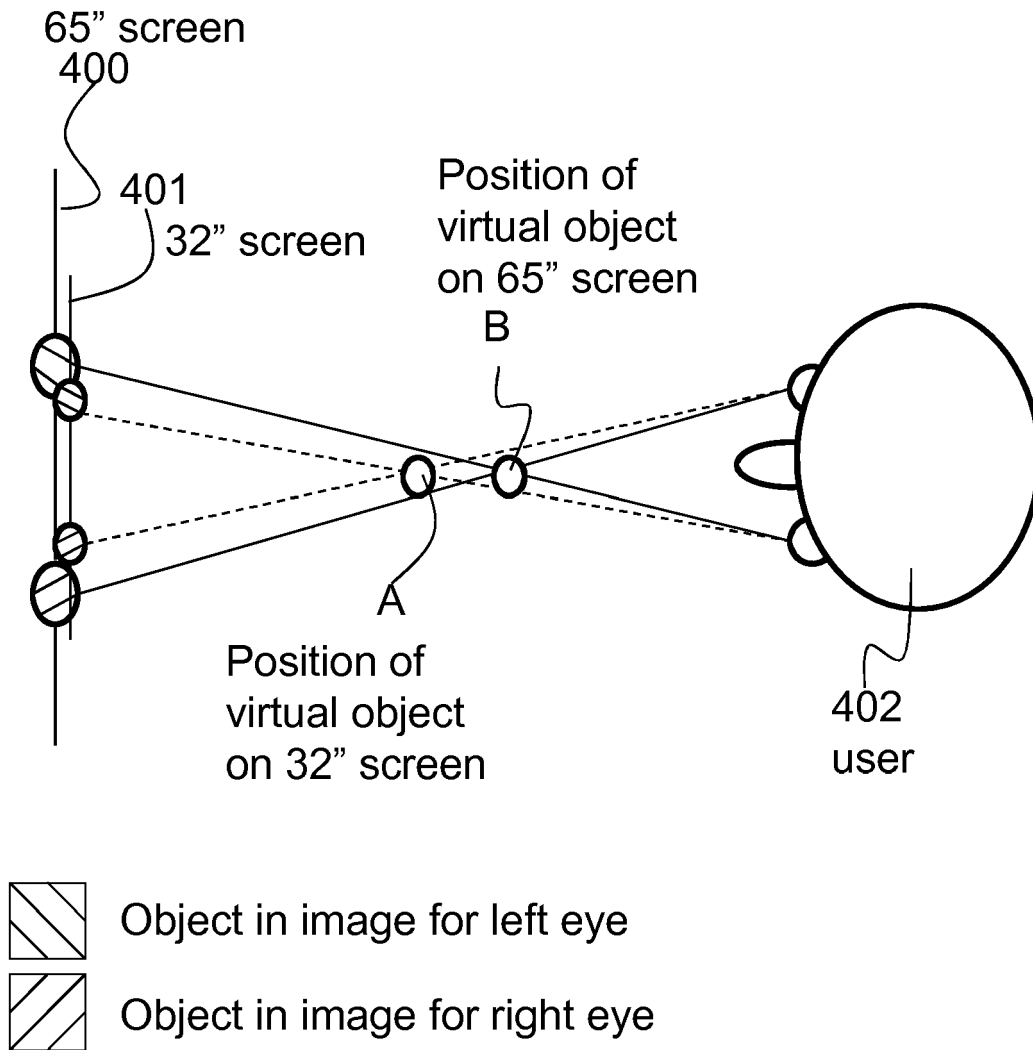 65” screen
400
401
32” screen
Position of
virtual object
on 65” screen
B
A
Position of
virtual object
on 32” screen
402
user
Object in image for left eye
Object in image for right eye